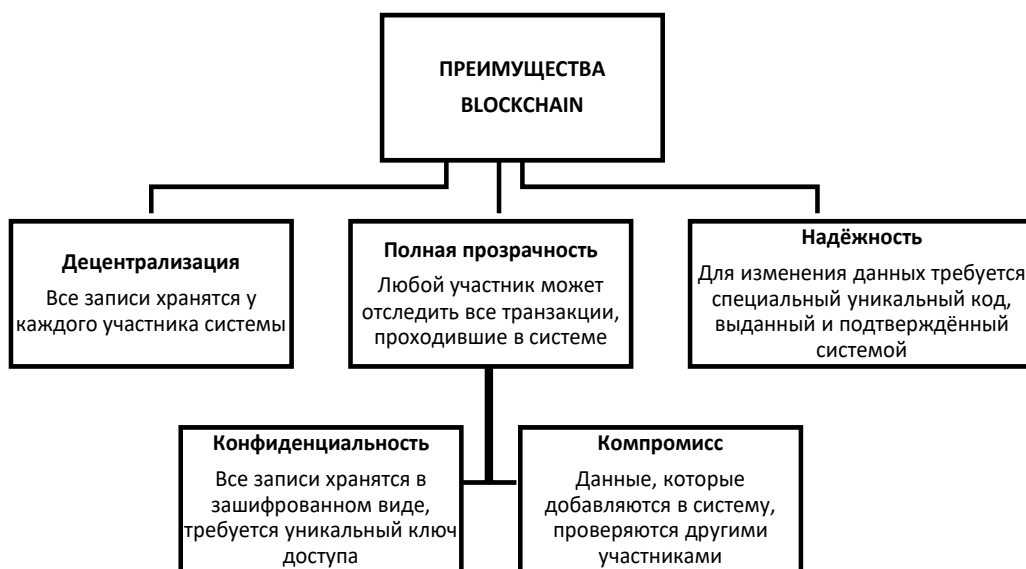 ПРЕИМУЩЕСТВА
BLOCKCHAIN
Децентрализация
Все записи хранятся у
каждого участника системы
Полная прозрачность
Любой участник может
отследить все транзакции,
проходившие в системе
Надёжность
Для изменения данных требуется
специальный уникальный код,
выданный и подтверждённый
системой
Конфиденциальность
Все записи хранятся в
зашифрованном виде,
требуется уникальный ключ
доступа
Компромисс
Данные, которые
добавляются в систему,
проверяются другими
участниками